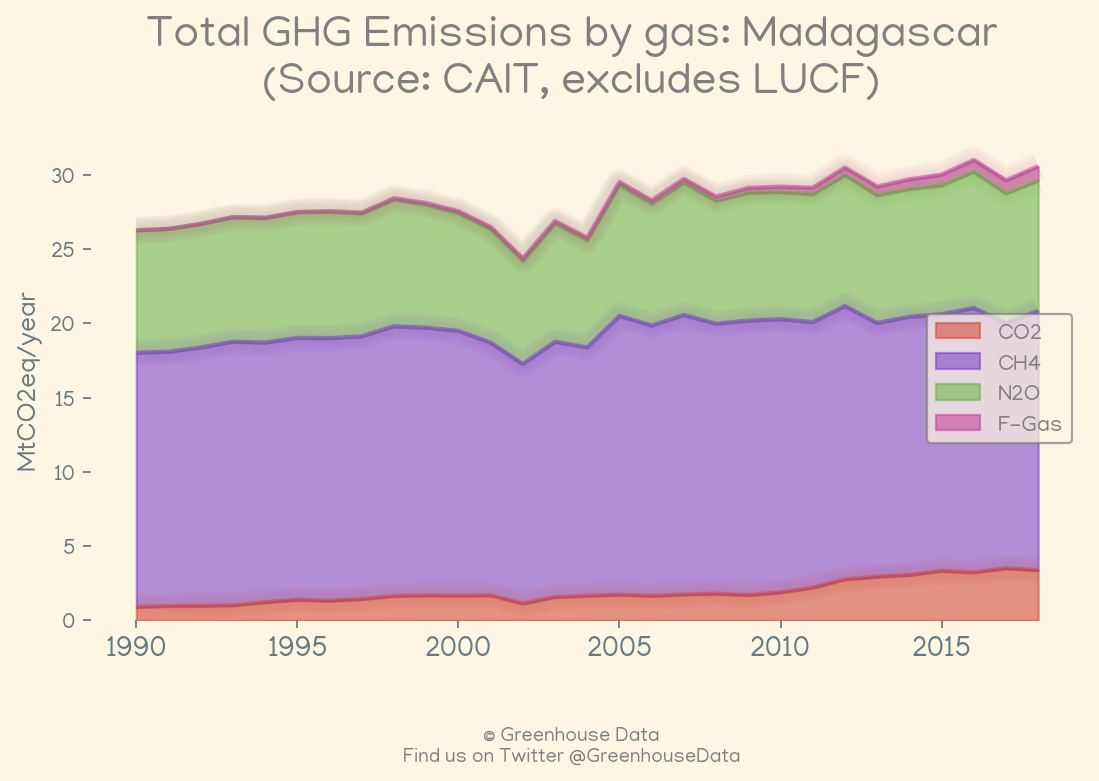 Total GHG Emissions by gas: Madagascar
(Source: CAIT, excludes LUCF)
MtCO2eq/year
30
25
20
15
10
5
0
1990
1995
2000
2005
2010
2015
CO2
CH4
N2O
F-Gas
© Greenhouse Data
Find us on Twitter @GreenhouseData